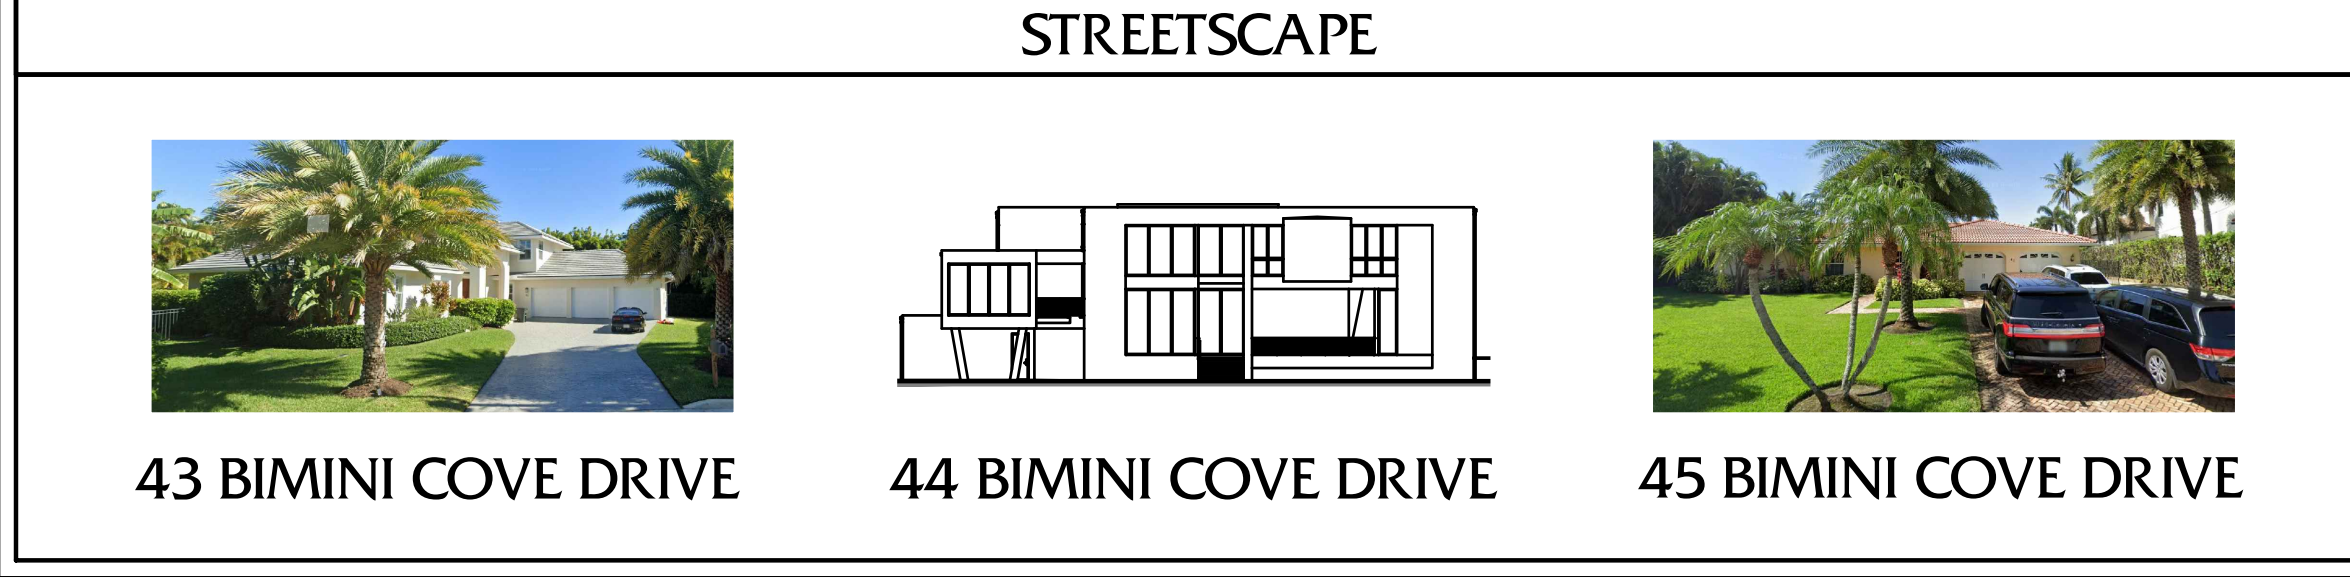 STREETSCAPE
43 BIMINI COVE DRIVE
44 BIMINI COVE DRIVE
45 BIMINI COVE DRIVE